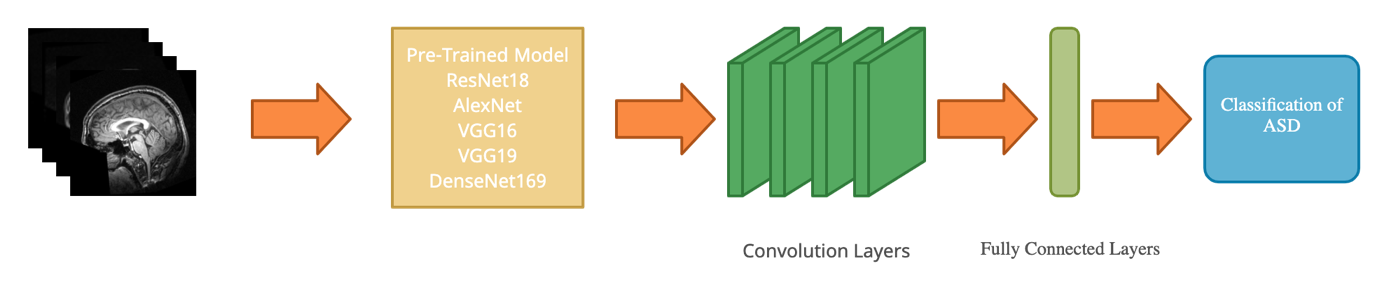 Pre-Trained Model
ResNet18
AlexNet
VGG16
VGG19
DenseNet169
Convolution Layers
Fully Connected Layers
Classification of
ASD